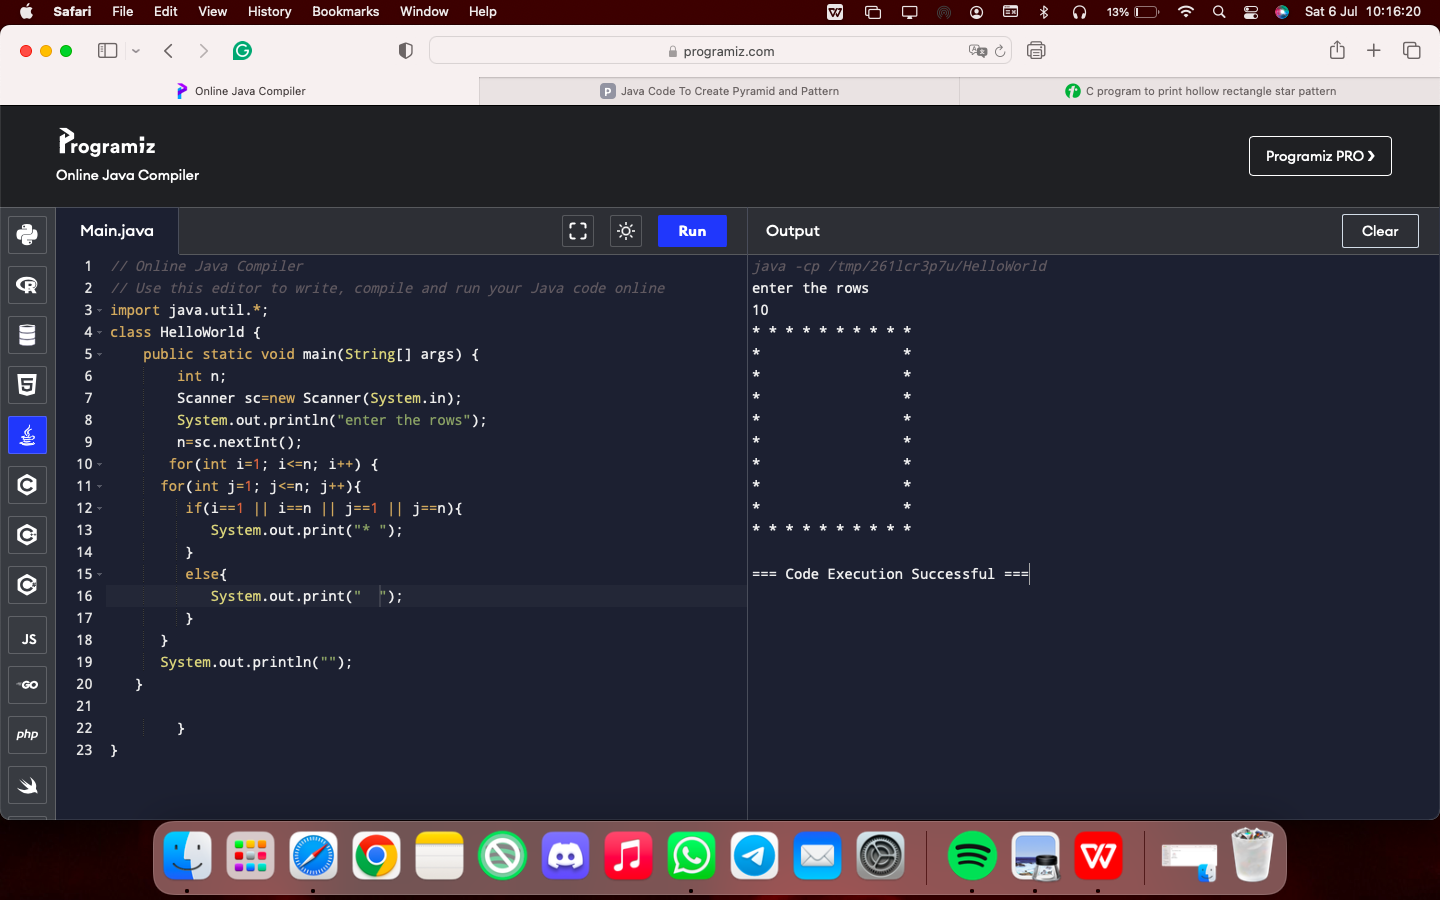 Safari File Edit View History Bookmarks Window Help 13% Sat 6 Jul 10:16:20
programiz.com
Online Java Compiler
Java Code To Create Pyramid and Pattern
C program to print hollow rectangle star pattern
Programiz
Online Java Compiler
Programiz PRO ❯
Main.java
Run
Output
Clear
1 // Online Java Compiler
2 // Use this editor to write, compile and run your Java code online
3 import java.util.*;
4 class HelloWorld {
5     public static void main(String[] args) {
6         int n;
7         Scanner sc=new Scanner(System.in);
8         System.out.println("enter the rows");
9         n=sc.nextInt();
10        for(int i=1; i<=n; i++) {
11       for(int j=1; j<=n; j++){
12          if(i==1 || i==n || j==1 || j==n){
13             System.out.print("* ");
14          }
15          else{
16             System.out.print("  ");
17          }
18       }
19       System.out.println("");
20    }
21
22         }
23 }
java -cp /tmp/261lcr3p7u/HelloWorld
enter the rows
10
* * * * * * * * * *
*                 *
*                 *
*                 *
*                 *
*                 *
*                 *
*                 *
*                 *
* * * * * * * * * *
=== Code Execution Successful ===
JS
GO
php